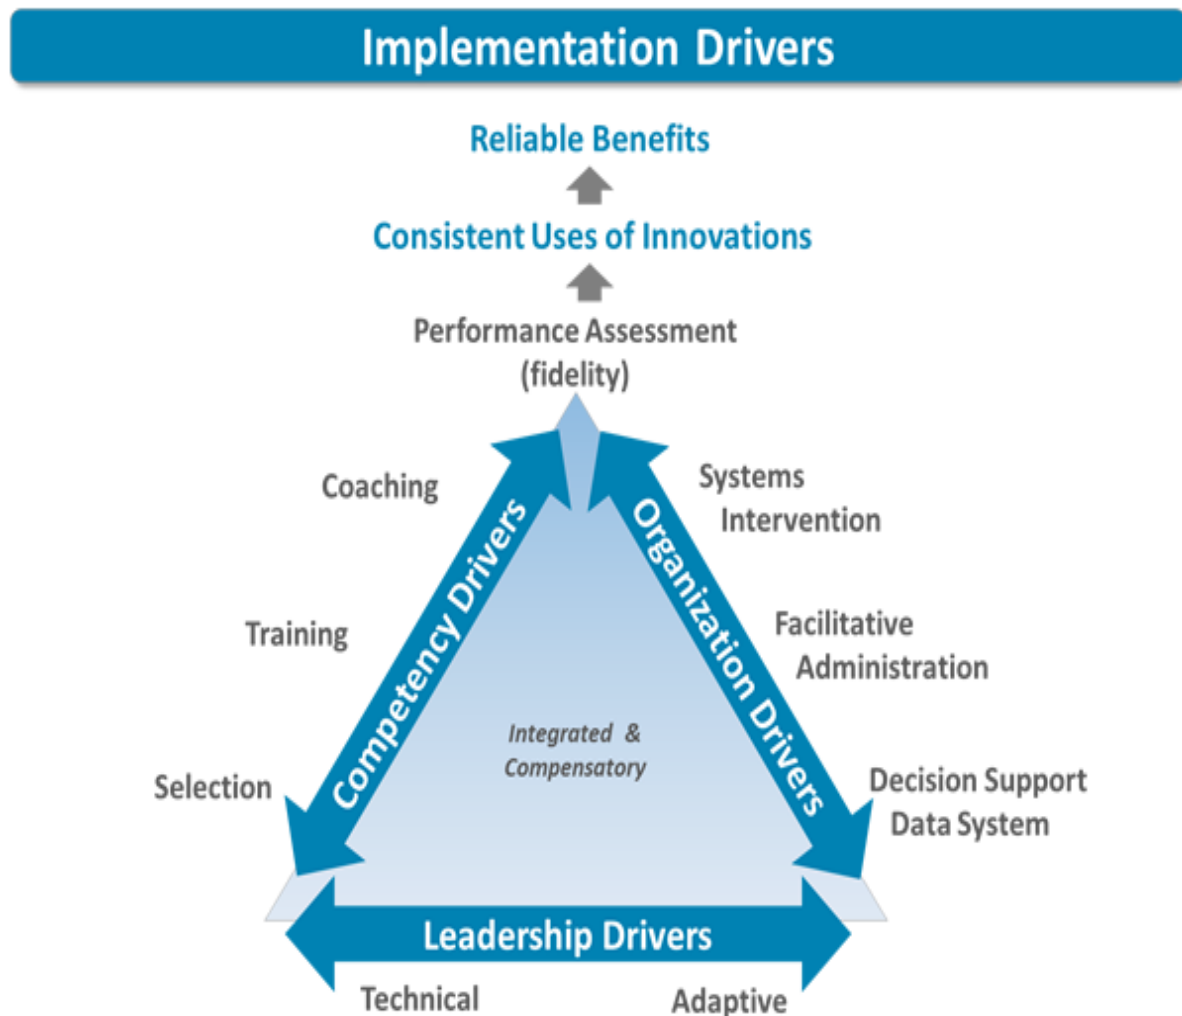 Implementation Drivers
Reliable Benefits
Consistent Uses of Innovations
Performance Assessment
(fidelity)
Coaching
Training
Selection
Competency Drivers
Integrated &
Compensatory
Organization Drivers
Systems
Intervention
Facilitative
Administration
Decision Support
Data System
Leadership Drivers
Technical
Adaptive